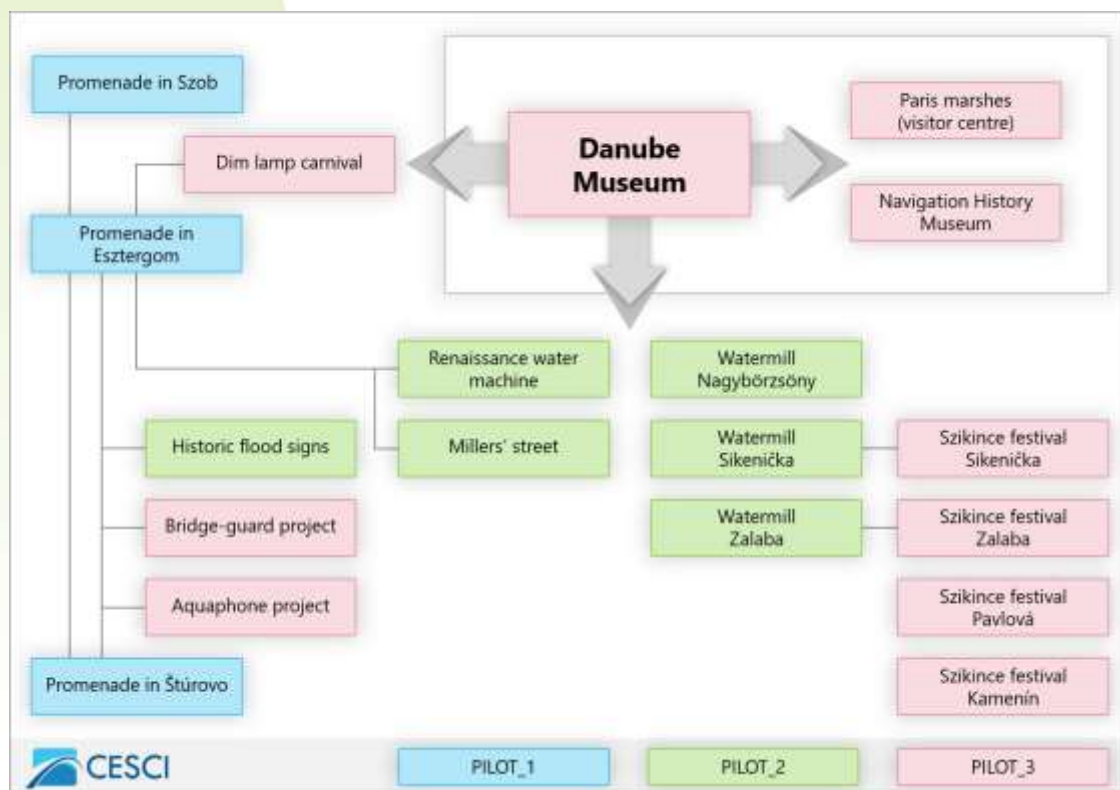 Promenade in Szob
Dim lamp carnival
Danube
Museum
Paris marshes
(visitor centre)
Navigation History
Museum
Promenade in
Esztergom
Renaissance water
machine
Watermill
Nagybörzsöny
Historic flood signs
Millers' street
Watermill
Sikenička
Szikince festival
Sikenička
Bridge-guard project
Watermill
Zalaba
Szikince festival
Zalaba
Aquaphone project
Szikince festival
Pavlová
Promenade in Štúrovo
Szikince festival
Kamenín
CESCI
PILOT_1
PILOT_2
PILOT_3